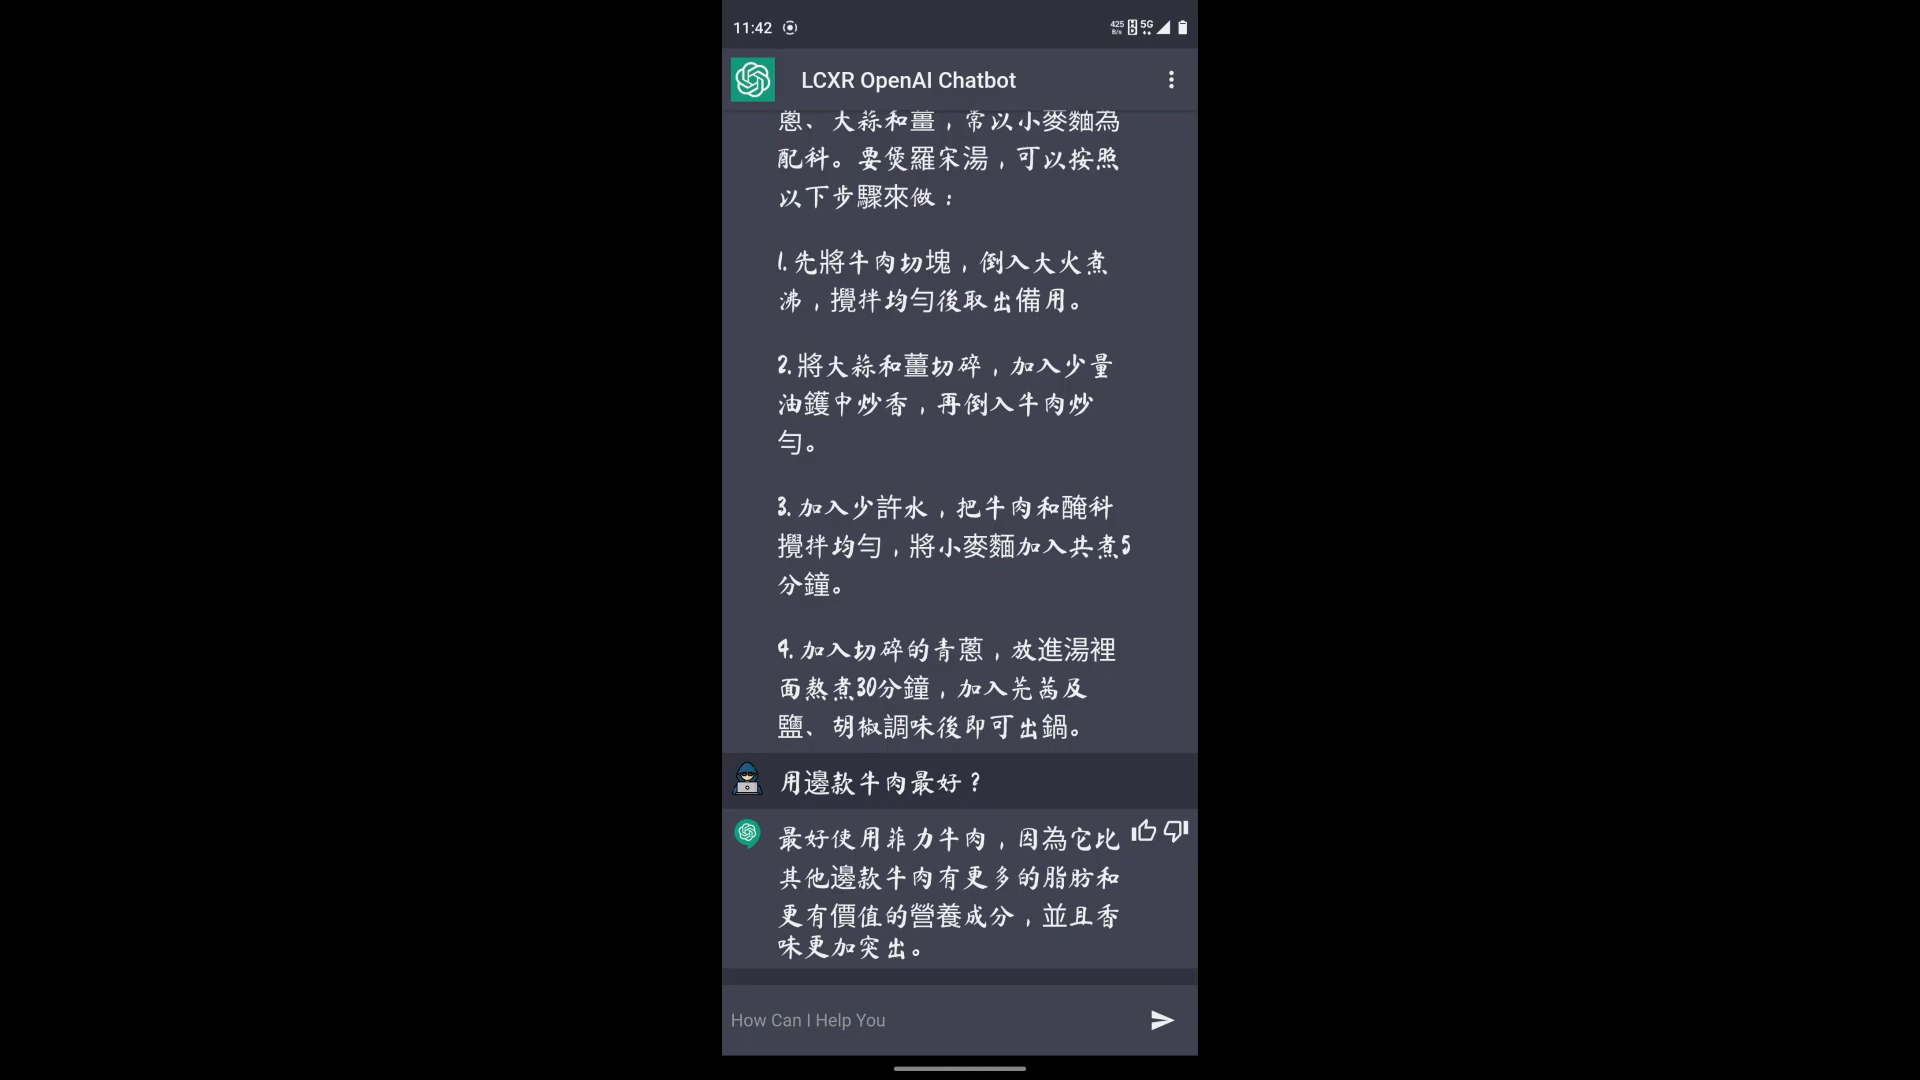 11:42
425 B/s 5G
LCXR OpenAI Chatbot
蔥、大蒜和薑，常以小麥麵為
配料。要煲羅宋湯，可以按照
以下步驟來做：
1. 先將牛肉切塊，倒入大火煮
沸，攪拌均勻後取出備用。
2. 將大蒜和薑切碎，加入少量
油鑊中炒香，再倒入牛肉炒
勻。
3. 加入少許水，把牛肉和醃料
攪拌均勻，將小麥麵加入共煮5
分鐘。
4. 加入切碎的青蔥，放進湯裡
面熬煮30分鐘，加入芫茜及
鹽、胡椒調味後即可出鍋。
用邊款牛肉最好？
最好使用菲力牛肉，因為它比
其他邊款牛肉有更多的脂肪和
更有價值的營養成分，並且香
味更加突出。
How Can I Help You